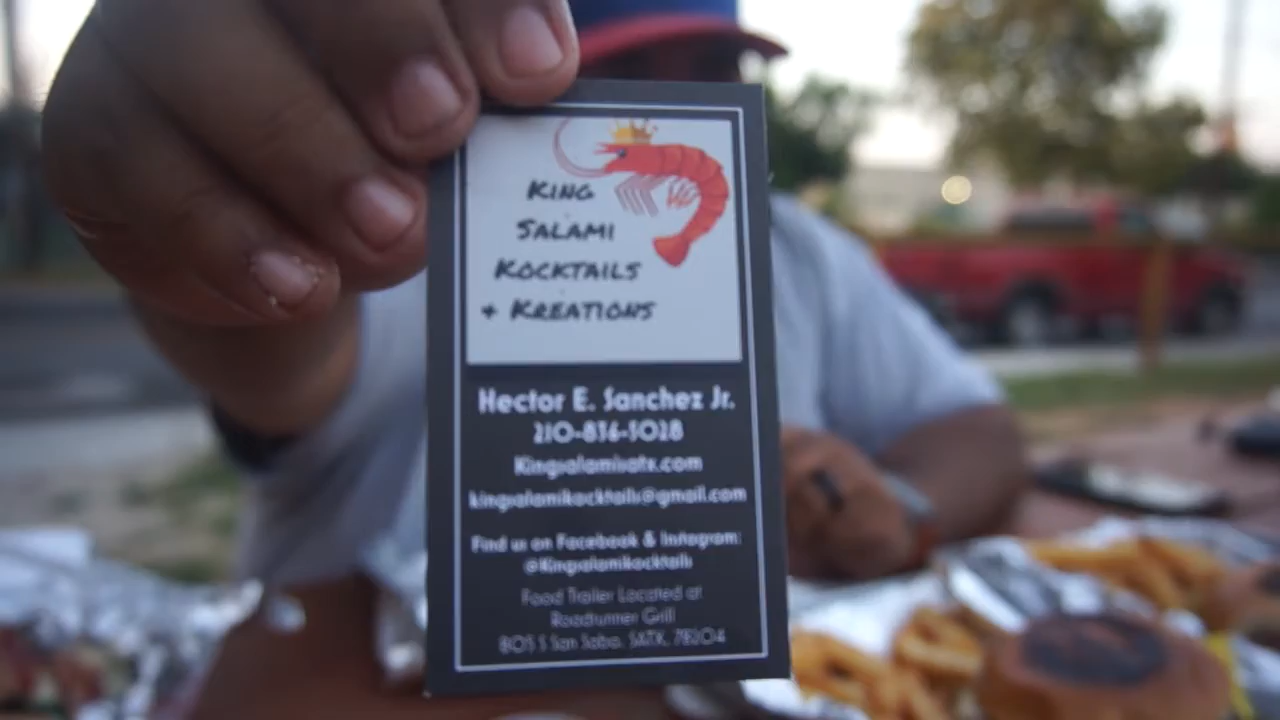 King
Salami
Kocktails
+ Kreations
Hector E. Sanchez Jr.
210-836-5028
Kingsalamisatx.com
kingsalamikocktails@gmail.com
Find us on Facebook & Instagram:
@Kingsalamikocktails
Food Trailer Located at
Roadrunner Grill
805 S San Saba. SATX, 78204